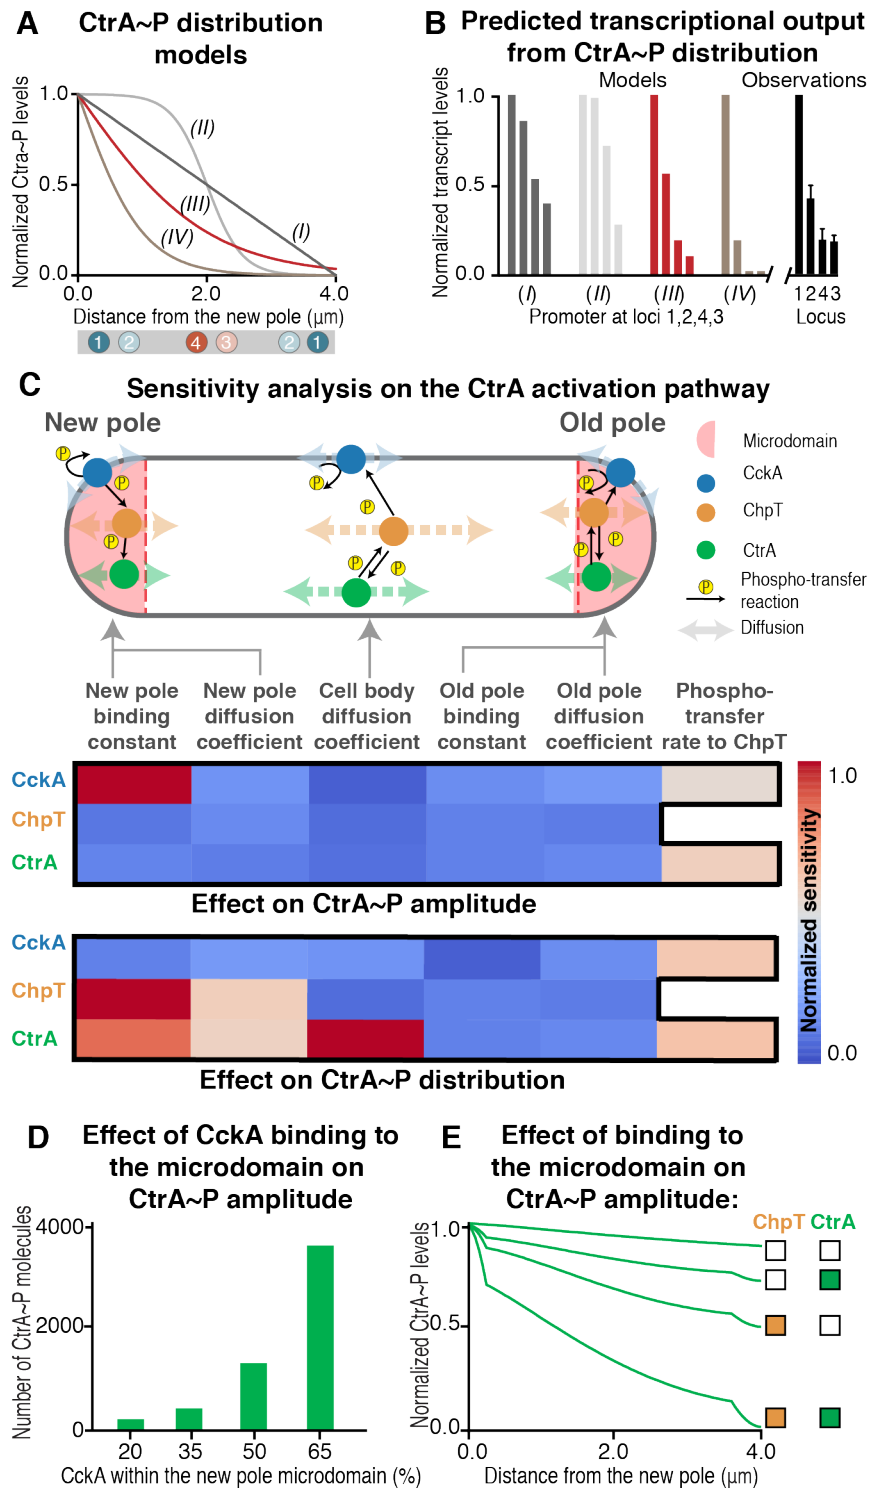 A
CtrA~P distribution
models
Normalized Ctra~P levels
1.0
0.5
0.0
(II)
(III)
(IV)
(I)
0.0
2.0
4.0
Distance from the new pole (μm)
1 2 4 3 2 1
B
Predicted transcriptional output
from CtrA~P distribution
Models
Observations
Normalized transcript levels
1.0
0.5
0.0
(I)
(II)
(III)
(IV)
1243
Promoter at loci 1,2,4,3
Locus
C
Sensitivity analysis on the CtrA activation pathway
New pole
Old pole
P
P
P
P
P
P
P
P
P
P
Microdomain
CckA
ChpT
CtrA
P
Phospho-transfer
reaction
Diffusion
New pole
binding
constant
New pole
diffusion
coefficient
Cell body
diffusion
coefficient
Old pole
binding
constant
Old pole
diffusion
coefficient
Phospho-
transfer
rate to ChpT
CckA
ChpT
CtrA
Effect on CtrA~P amplitude
CckA
ChpT
CtrA
Effect on CtrA~P distribution
1.0
Normalized sensitivity
0.0
D
Effect of CckA binding to
the microdomain on
CtrA~P amplitude
Number of CtrA~P molecules
4000
2000
0
20
35
50
65
CckA within the new pole microdomain (%)
E
Effect of binding to
the microdomain on
CtrA~P amplitude:
ChpT CtrA
Normalized CtrA~P levels
1.0
0.5
0.0
0.0
2.0
4.0
Distance from the new pole (μm)